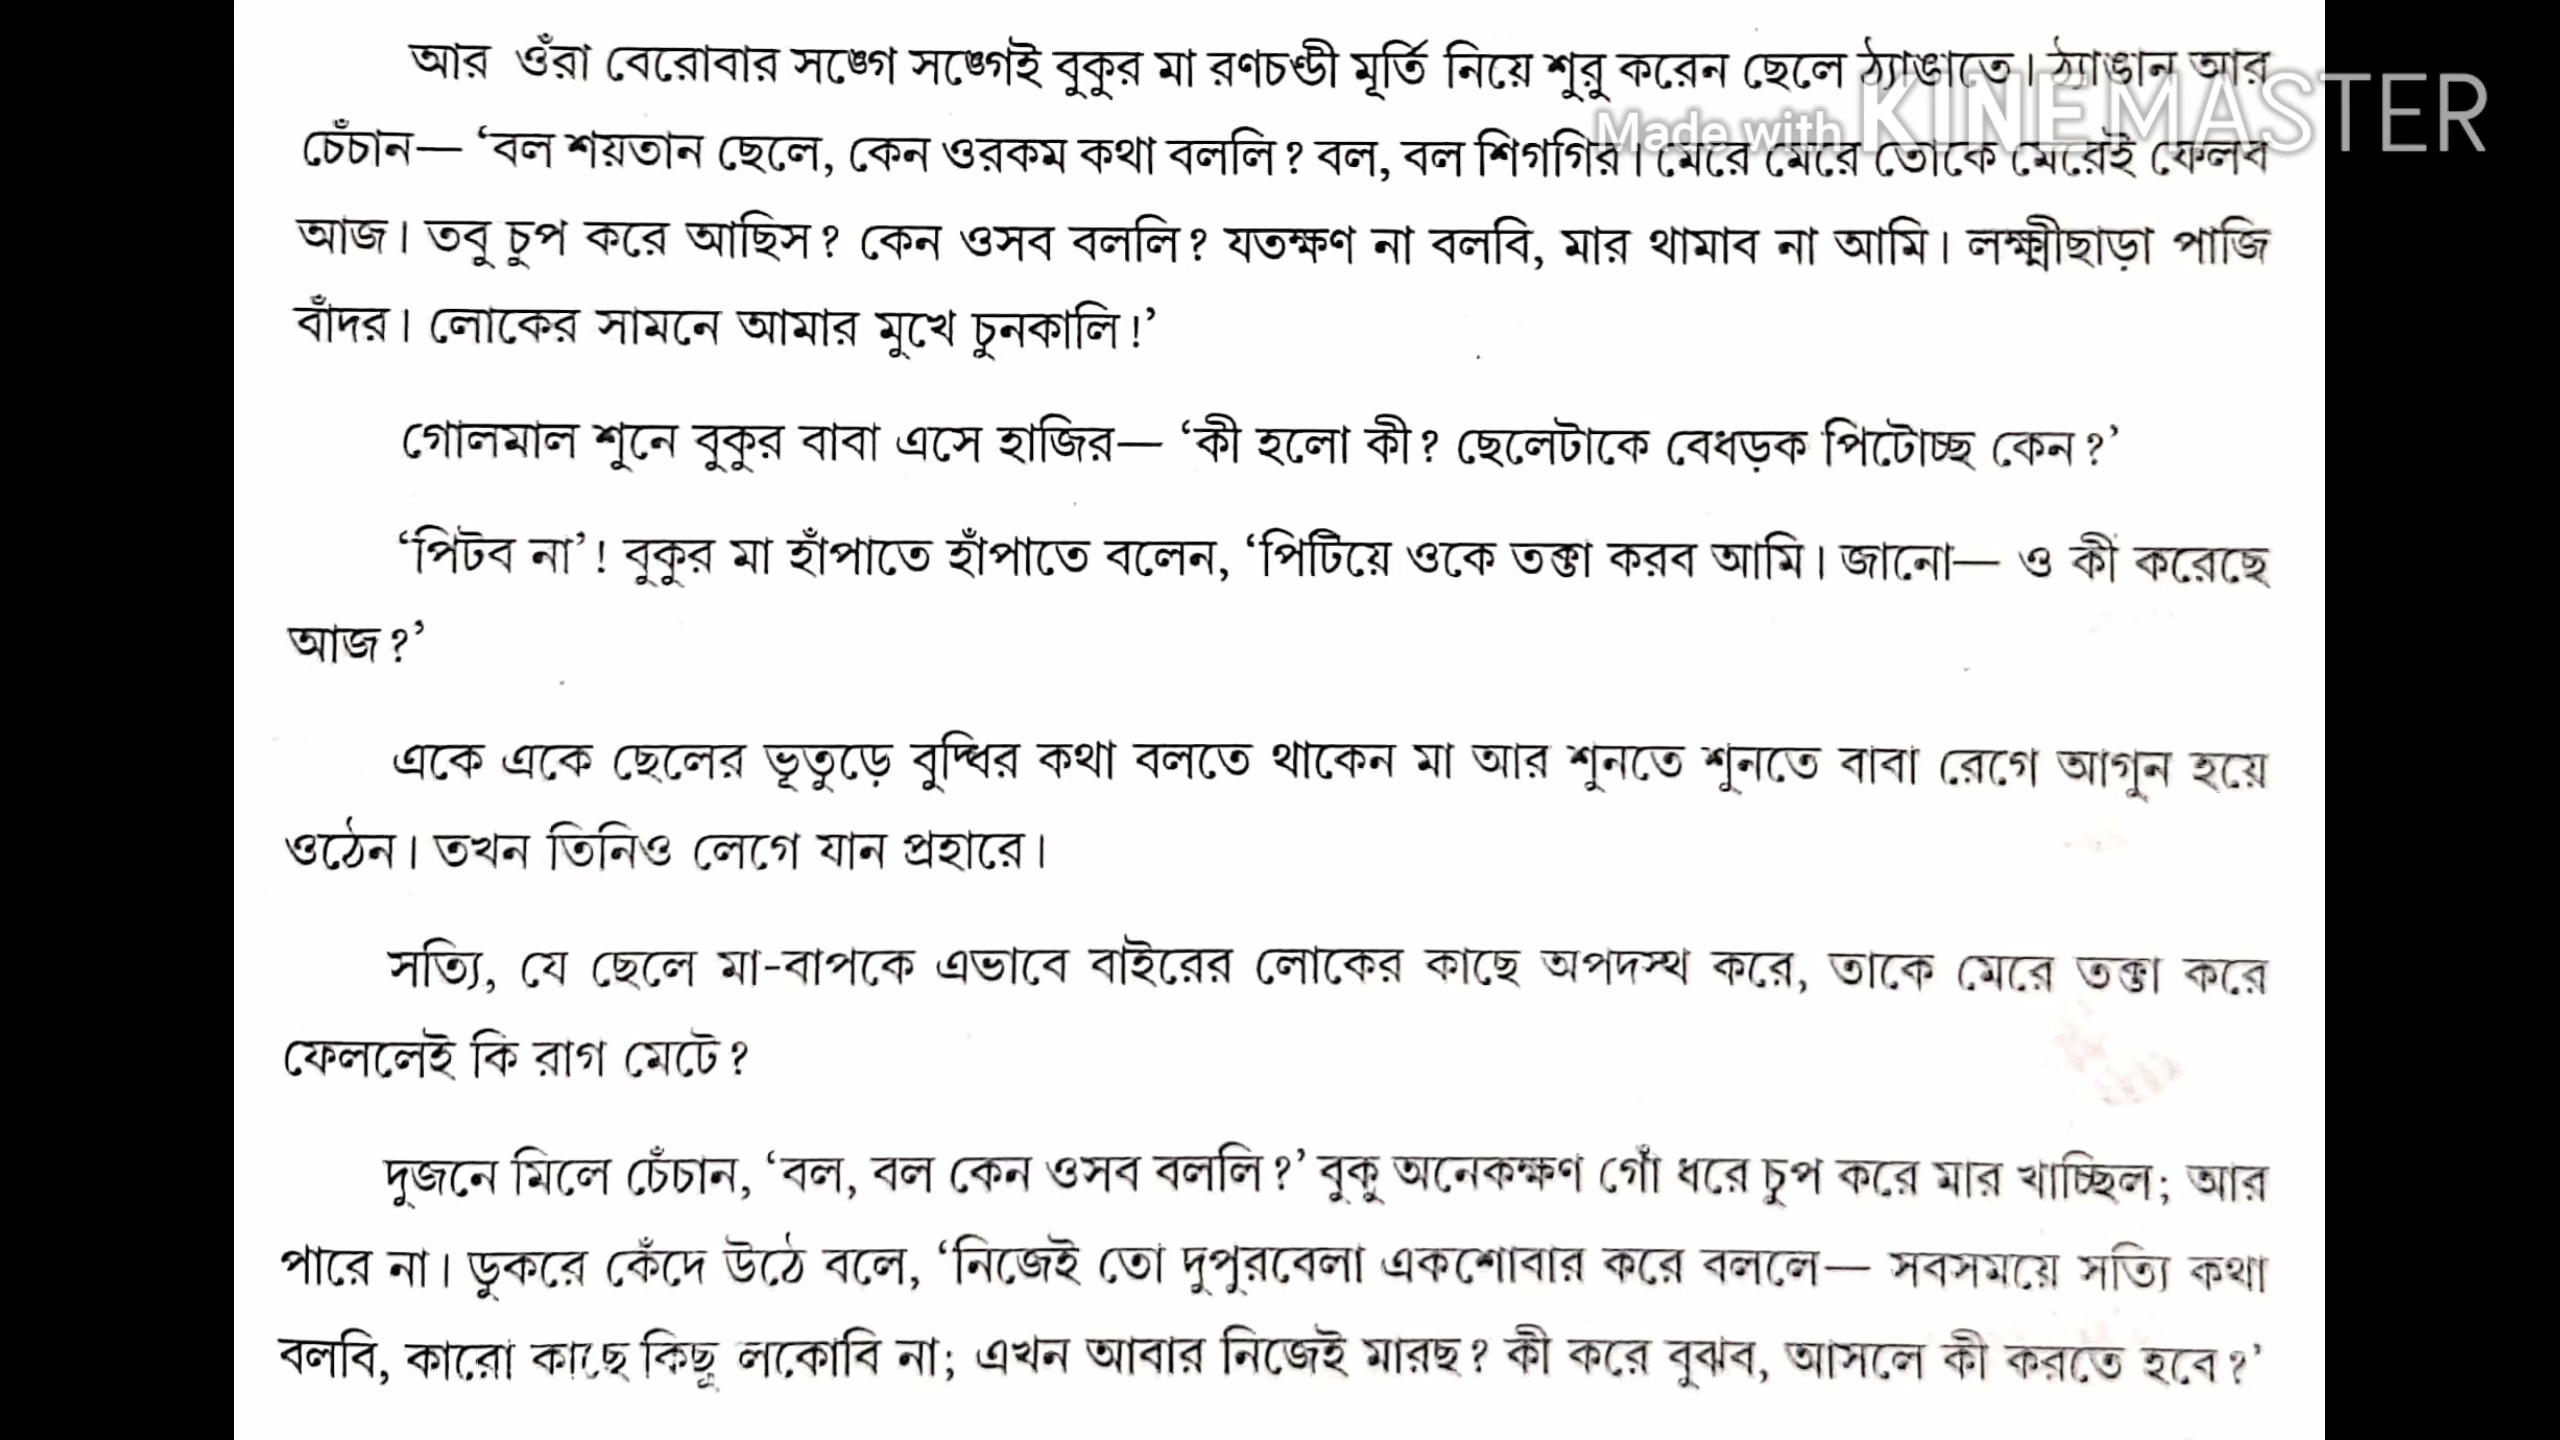 আর ওঁরা বেরোবার সঙ্গে সঙ্গেই বুকুর মা রণচণ্ডী মূর্তি নিয়ে শুরু করেন ছেলে ঠ্যাঙাতে। ঠ্যাঙান আর
Made with KINEMASTER
চেঁচান— ‘বল শয়তান ছেলে, কেন ওরকম কথা বললি? বল, বল শিগগির। মেরে মেরে তোকে মেরেই ফেলব
আজ। তবু চুপ করে আছিস? কেন ওসব বললি? যতক্ষণ না বলবি, মার থামাব না আমি। লক্ষ্মীছাড়া পাজি
বাঁদর। লোকের সামনে আমার মুখে চুনকালি!’
গোলমাল শুনে বুকুর বাবা এসে হাজির— ‘কী হলো কী? ছেলেটাকে বেধড়ক পিটোচ্ছ কেন?’
‘পিটব না’! বুকুর মা হাঁপাতে হাঁপাতে বলেন, ‘পিটিয়ে ওকে তক্তা করব আমি। জানো— ও কী করেছে
আজ?’
একে একে ছেলের ভূতুড়ে বুদ্ধির কথা বলতে থাকেন মা আর শুনতে শুনতে বাবা রেগে আগুন হয়ে
ওঠেন। তখন তিনিও লেগে যান প্রহারে।
সত্যি, যে ছেলে মা-বাপকে এভাবে বাইরের লোকের কাছে অপদস্থ করে, তাকে মেরে তক্তা করে
ফেললেই কি রাগ মেটে?
দুজনে মিলে চেঁচান, ‘বল, বল কেন ওসব বললি?’ বুকু অনেকক্ষণ গোঁ ধরে চুপ করে মার খাচ্ছিল; আর
পারে না। ডুকরে কেঁদে উঠে বলে, ‘নিজেই তো দুপুরবেলা একশোবার করে বললে— সবসময়ে সত্যি কথা
বলবি, কারো কাছে কিছু লকোবি না; এখন আবার নিজেই মারছ? কী করে বুঝব, আসলে কী করতে হবে?’